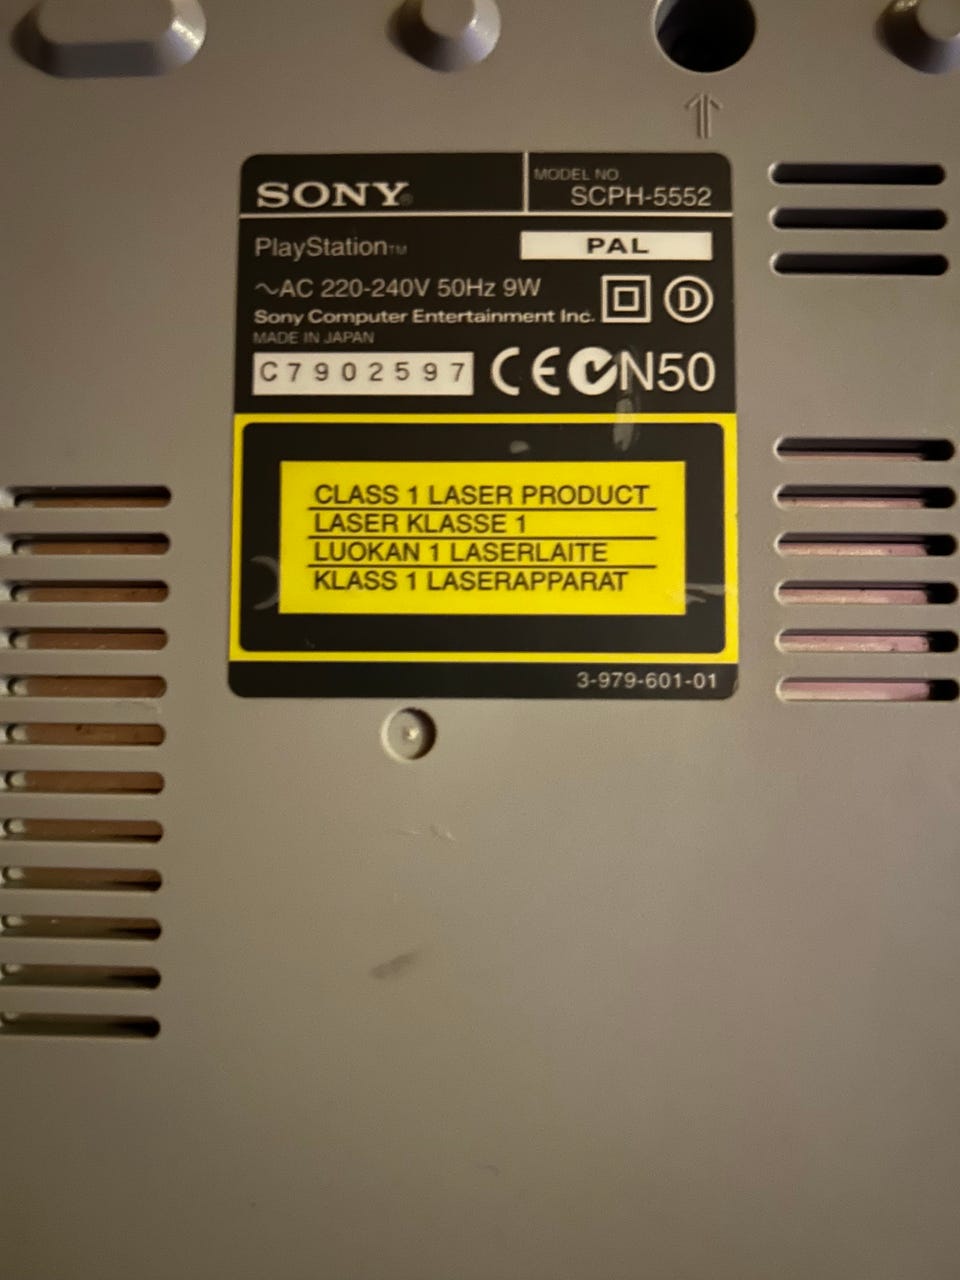 SONY®
MODEL NO.
SCPH-5552
PlayStation™
PAL
~AC 220-240V 50Hz 9W
Sony Computer Entertainment Inc.
D
MADE IN JAPAN
C7902597
CE N50
CLASS 1 LASER PRODUCT
LASER KLASSE 1
LUOKAN 1 LASERLAITE
KLASS 1 LASERAPPARAT
3-979-601-01